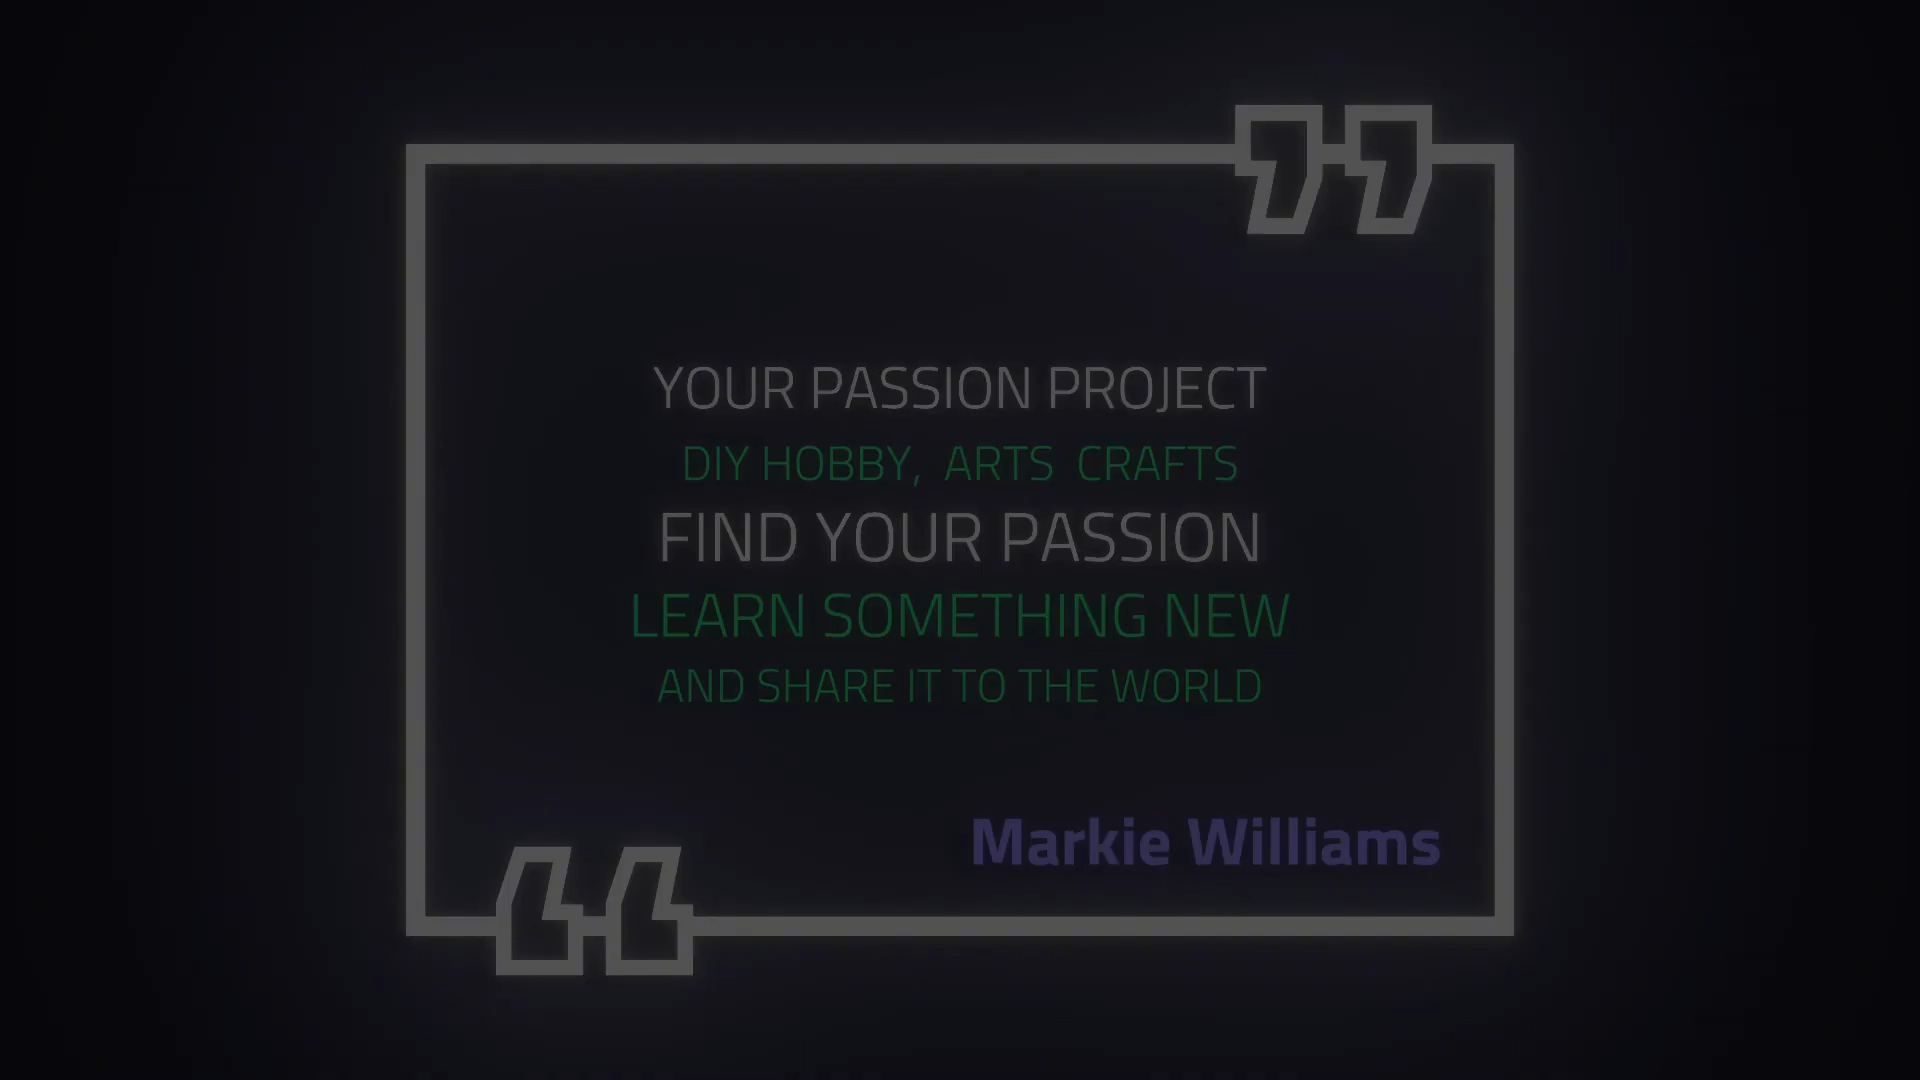 YOUR PASSION PROJECT
DIY HOBBY, ARTS CRAFTS
FIND YOUR PASSION
LEARN SOMETHING NEW
AND SHARE IT TO THE WORLD
Markie Williams